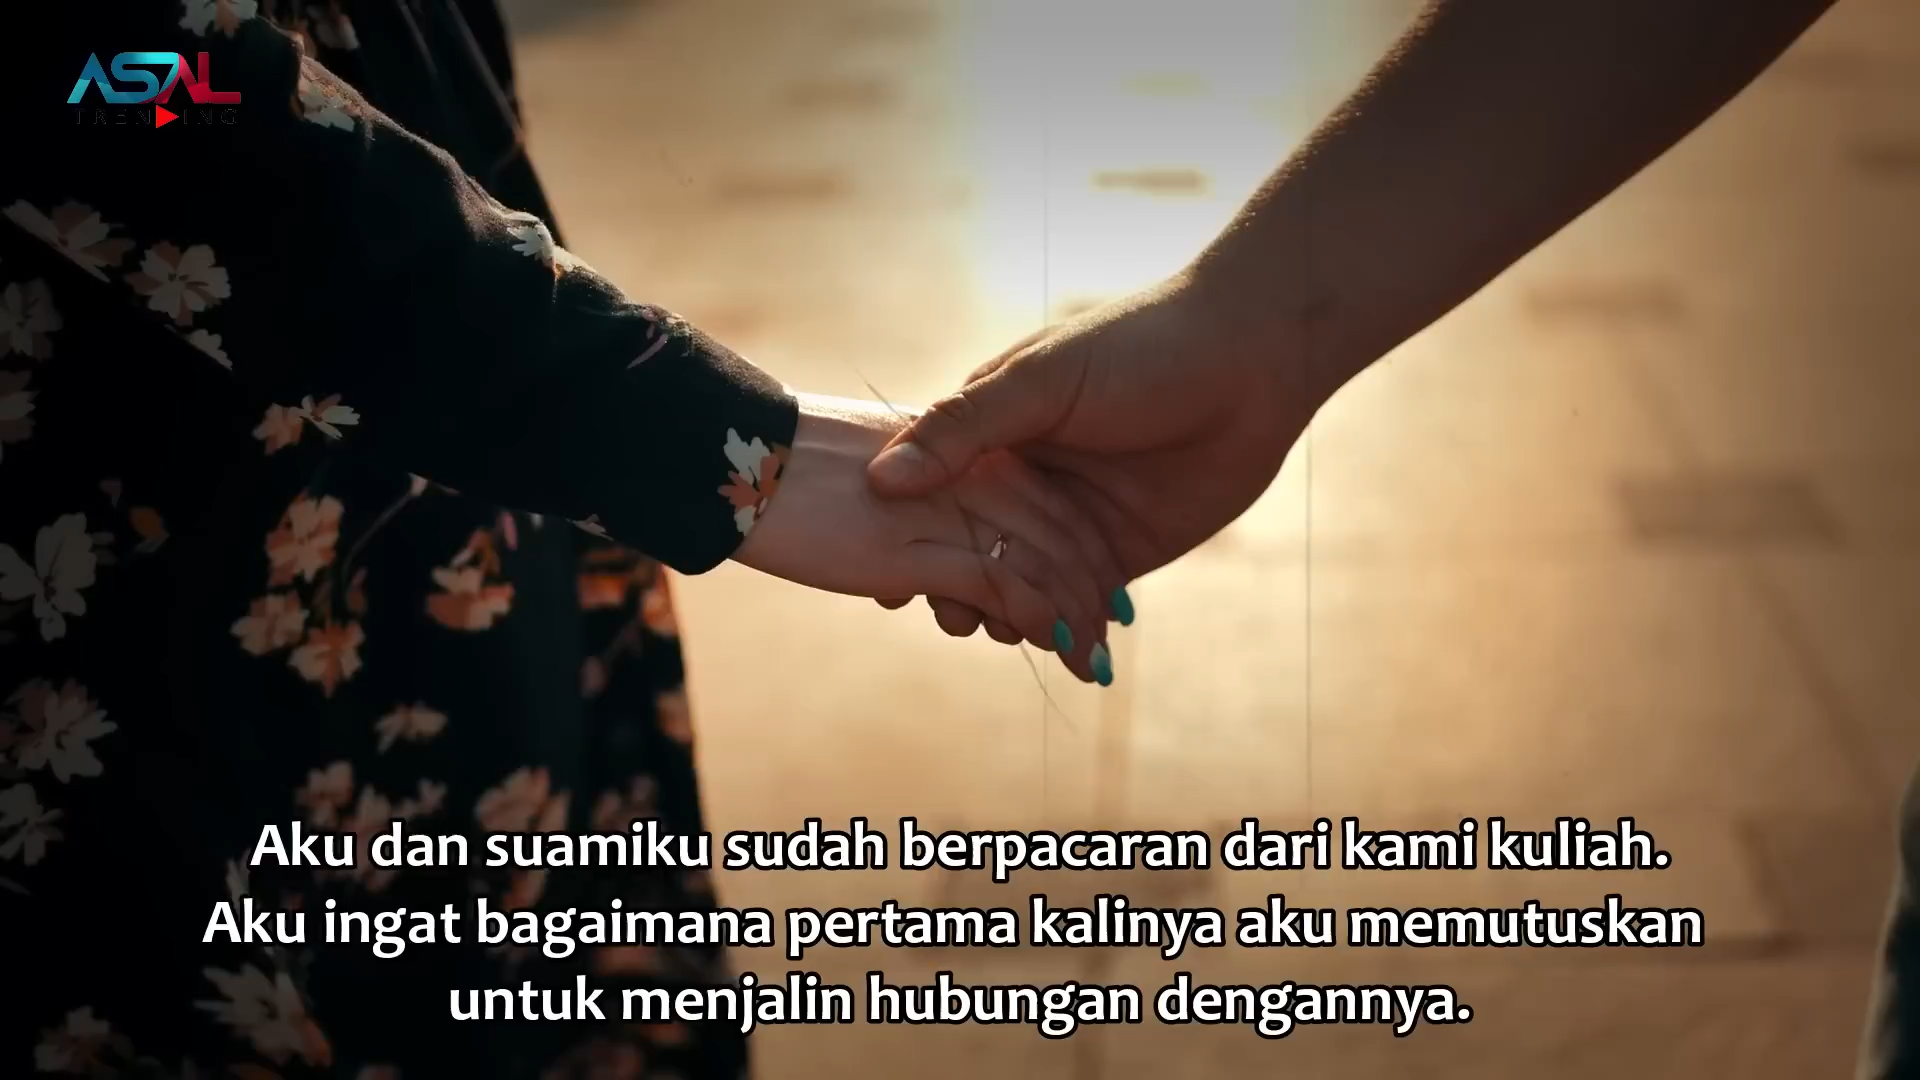 ASAL
TRENDING
Aku dan suamiku sudah berpacaran dari kami kuliah.
Aku ingat bagaimana pertama kalinya aku memutuskan
untuk menjalin hubungan dengannya.